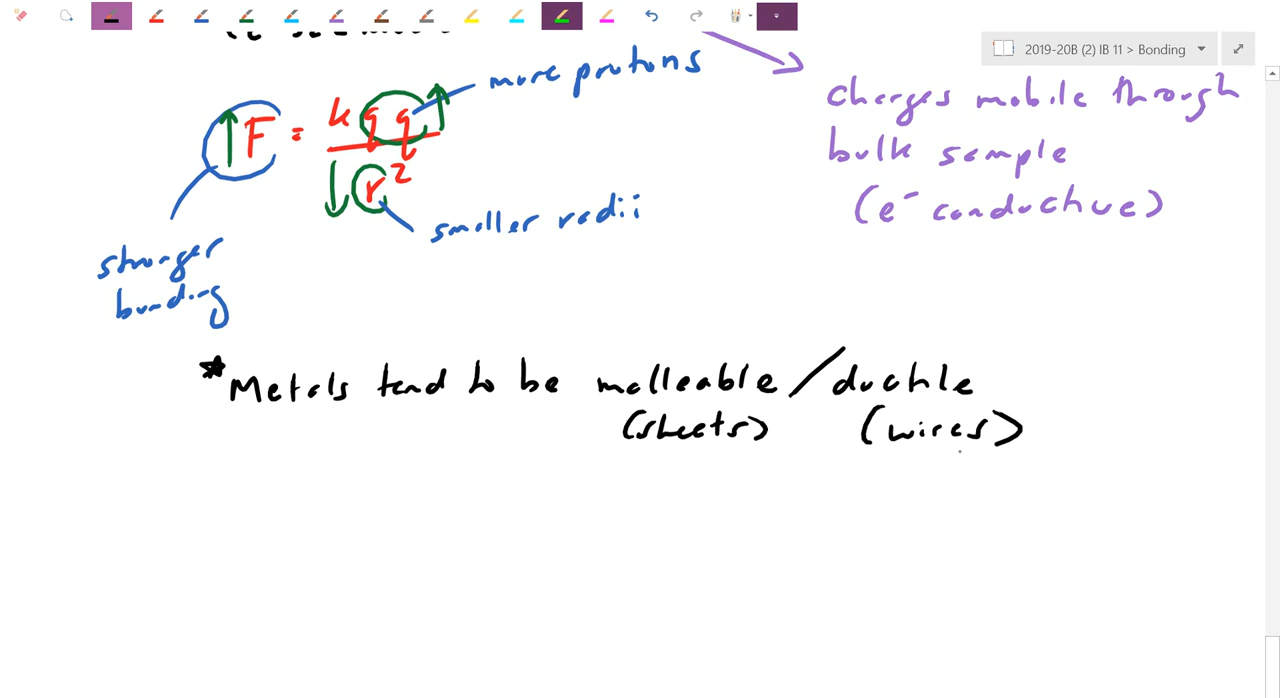 2019-20B (2) IB 11 > Bonding
more protons
↑F = kqq↑
↓r²
smaller radii
stronger
bonding
charges mobile through
bulk sample
(e⁻ conductive)
*Metals tend to be malleable/ductile
(sheets) (wires)